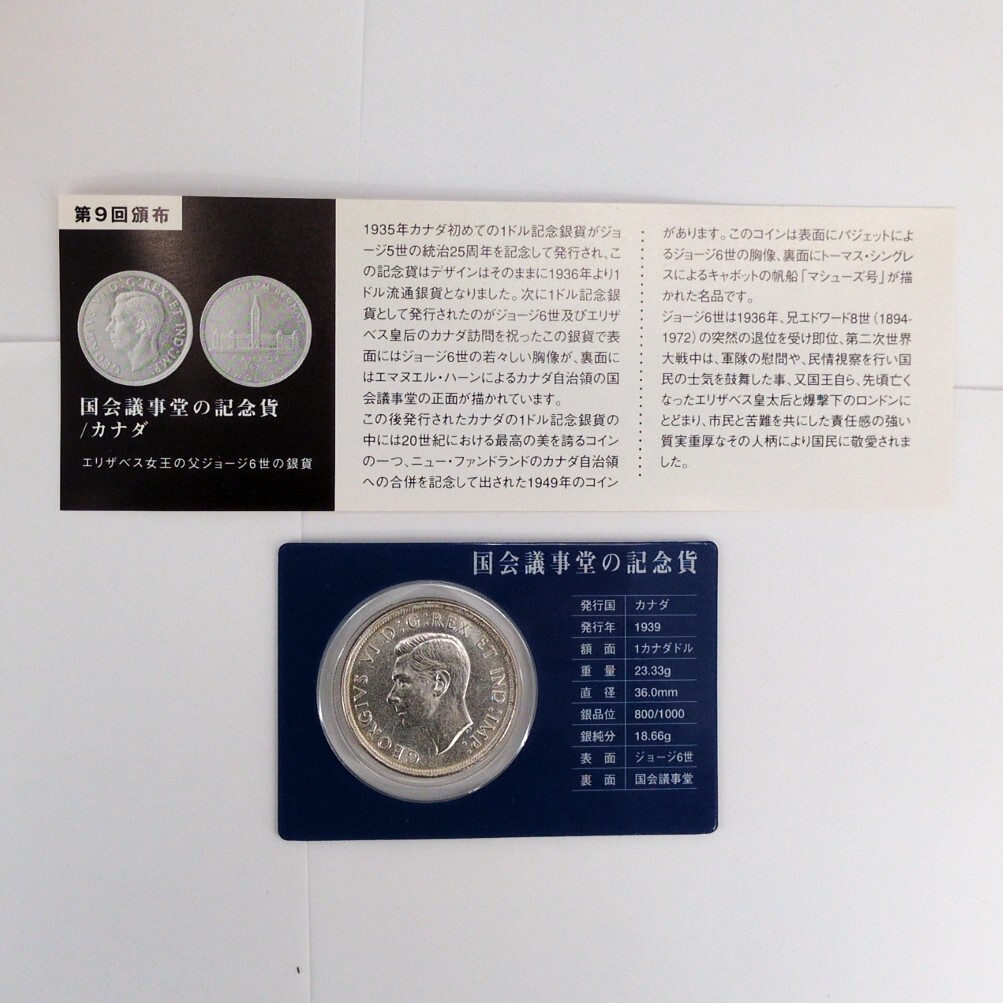 第9回頒布
GEORGIVS VI D:G:REX ET IND:IMP:
CANADA
国会議事堂の記念貨
/カナダ
エリザベス女王の父ジョージ6世の銀貨
1935年カナダ初めての1ドル記念銀貨がジョ
ージ5世の統治25周年を記念して発行され、こ
の記念貨はデザインはそのままに1936年より1
ドル流通銀貨となりました。次に1ドル記念銀
貨として発行されたのがジョージ6世及びエリザ
ベス皇后のカナダ訪問を祝ったこの銀貨で表
面にはジョージ6世の若々しい胸像が、裏面に
はエマヌエル・ハーンによるカナダ自治領の国
会議事堂の正面が描かれています。
この後発行されたカナダの1ドル記念銀貨の
中には20世紀における最高の美を誇るコイン
の一つ、ニュー・ファンドランドのカナダ自治領
への合併を記念して出された1949年のコイン
があります。このコインは表面にパジェットによ
るジョージ6世の胸像、裏面にトーマス・シングレ
スによるキャボットの帆船「マシューズ号」が描
かれた名品です。
ジョージ6世は1936年、兄エドワード8世(1894-
1972)の突然の退位を受け即位、第二次世界
大戦中は、軍隊の慰問や、民情視察を行い国
民の士気を鼓舞した事、又国王自ら、先頃亡く
なったエリザベス皇太后と爆撃下のロンドンに
とどまり、市民と苦難を共にした責任感の強い
質実重厚なその人柄により国民に敬愛されま
した。
国会議事堂の記念貨
発行国 カナダ
発行年 1939
額 面 1カナダドル
重 量 23.33g
直 径 36.0mm
銀品位 800/1000
銀純分 18.66g
表 面 ジョージ6世
裏 面 国会議事堂
GEORGIVS VI D:G:REX ET IND:IMP: